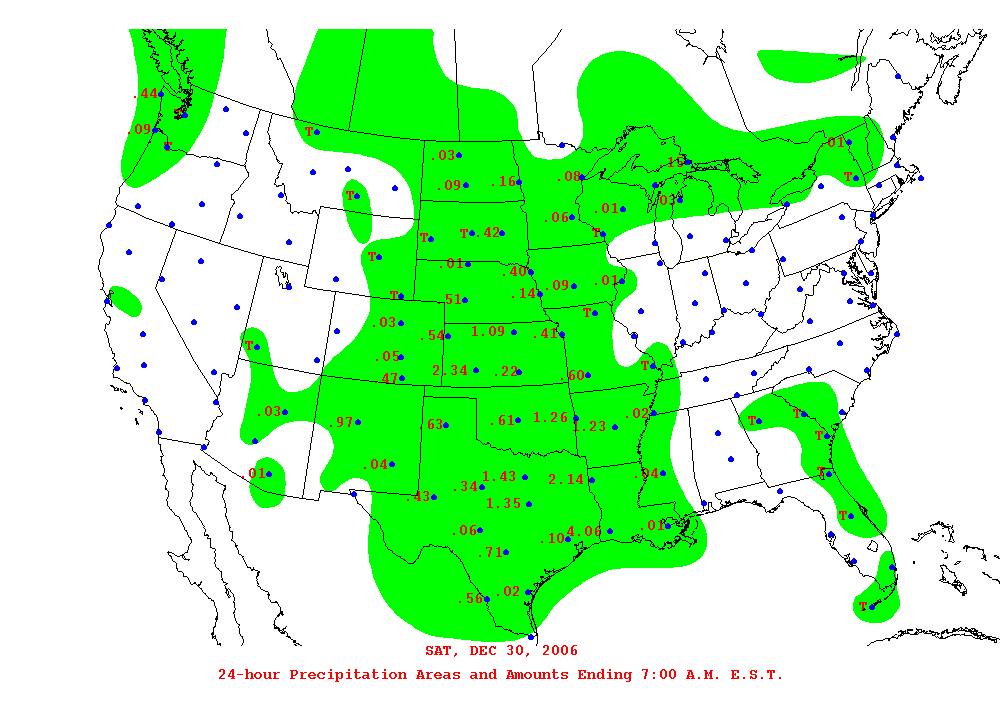 .44
.09
T
T
.03
.01
.19
.09
.16
.08
T
T
.03
.01
.06
T
T
.42
T
T
.01
.40
.09
.01
.14
T
.51
T
.03
.54
1.09
.41
T
.05
2.34
.22
.60
T
.47
.03
.97
.63
.61
1.26
1.23
.02
T
T
T
.04
.01
.43
.34
1.43
2.14
.04
T
1.35
T
.06
.71
.10
4.06
.01
.56
.02
T
SAT, DEC 30, 2006
24-hour Precipitation Areas and Amounts Ending 7:00 A.M. E.S.T.